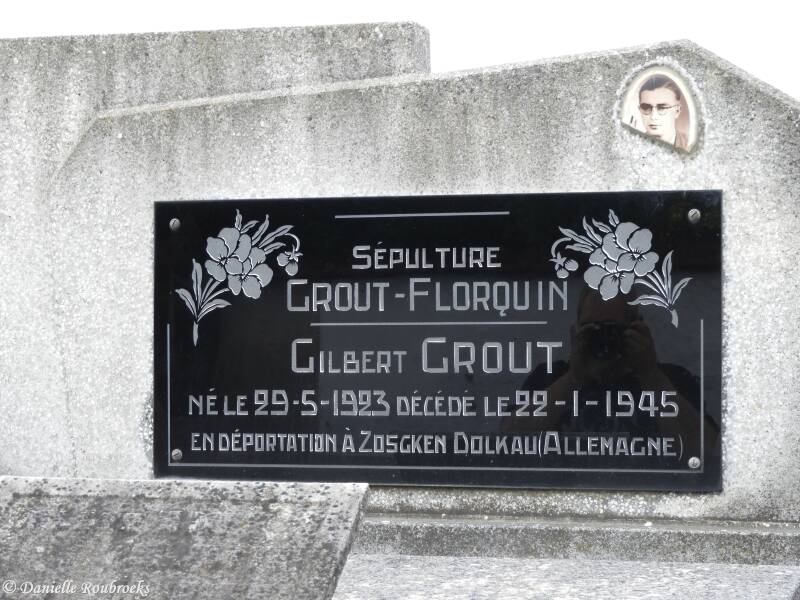 SÉPULTURE
GROUT-FLORQUIN
GILBERT GROUT
NÉ LE 29-5-1923 DÉCÉDÉ LE 22-1-1945
EN DÉPORTATION À ZOSGKEN DOLKAU(ALLEMAGNE)
© Danielle Roubroeks